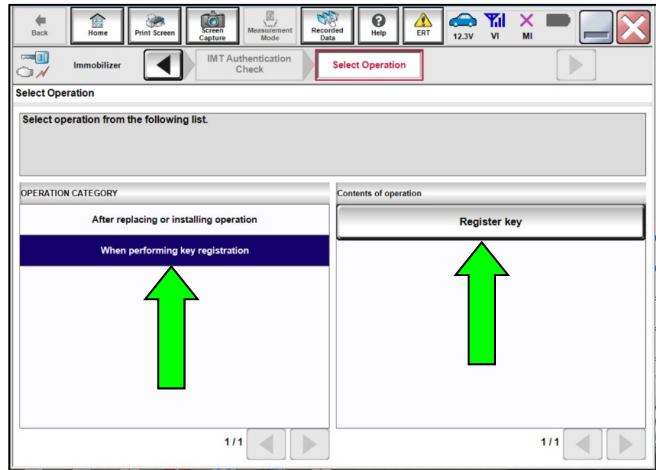 Back
Home
Print Screen
Screen
Capture
Measurement
Mode
Recorded
Data
Help
ERT
12.3V
VI
MI
Immobilizer
IMT Authentication
Check
Select Operation
Select Operation
Select operation from the following list.
OPERATION CATEGORY
Contents of operation
After replacing or installing operation
Register key
When performing key registration
1/1
1/1